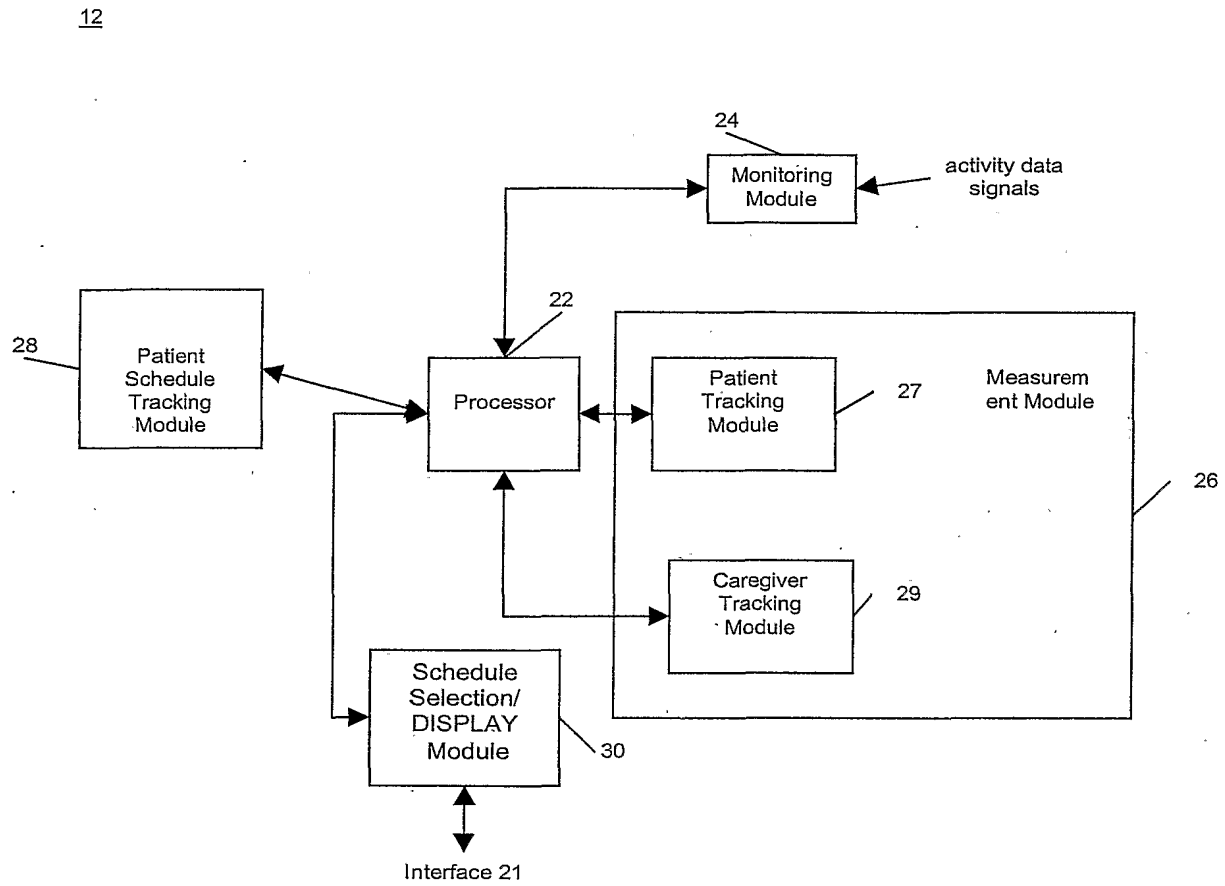 12
24
Monitoring
Module
activity data
signals
22
28
Patient
Schedule
Tracking
Module
Processor
Patient
Tracking
Module
27
Measurem
ent Module
26
Caregiver
Tracking
Module
29
Schedule
Selection/
DISPLAY
Module
30
Interface 21